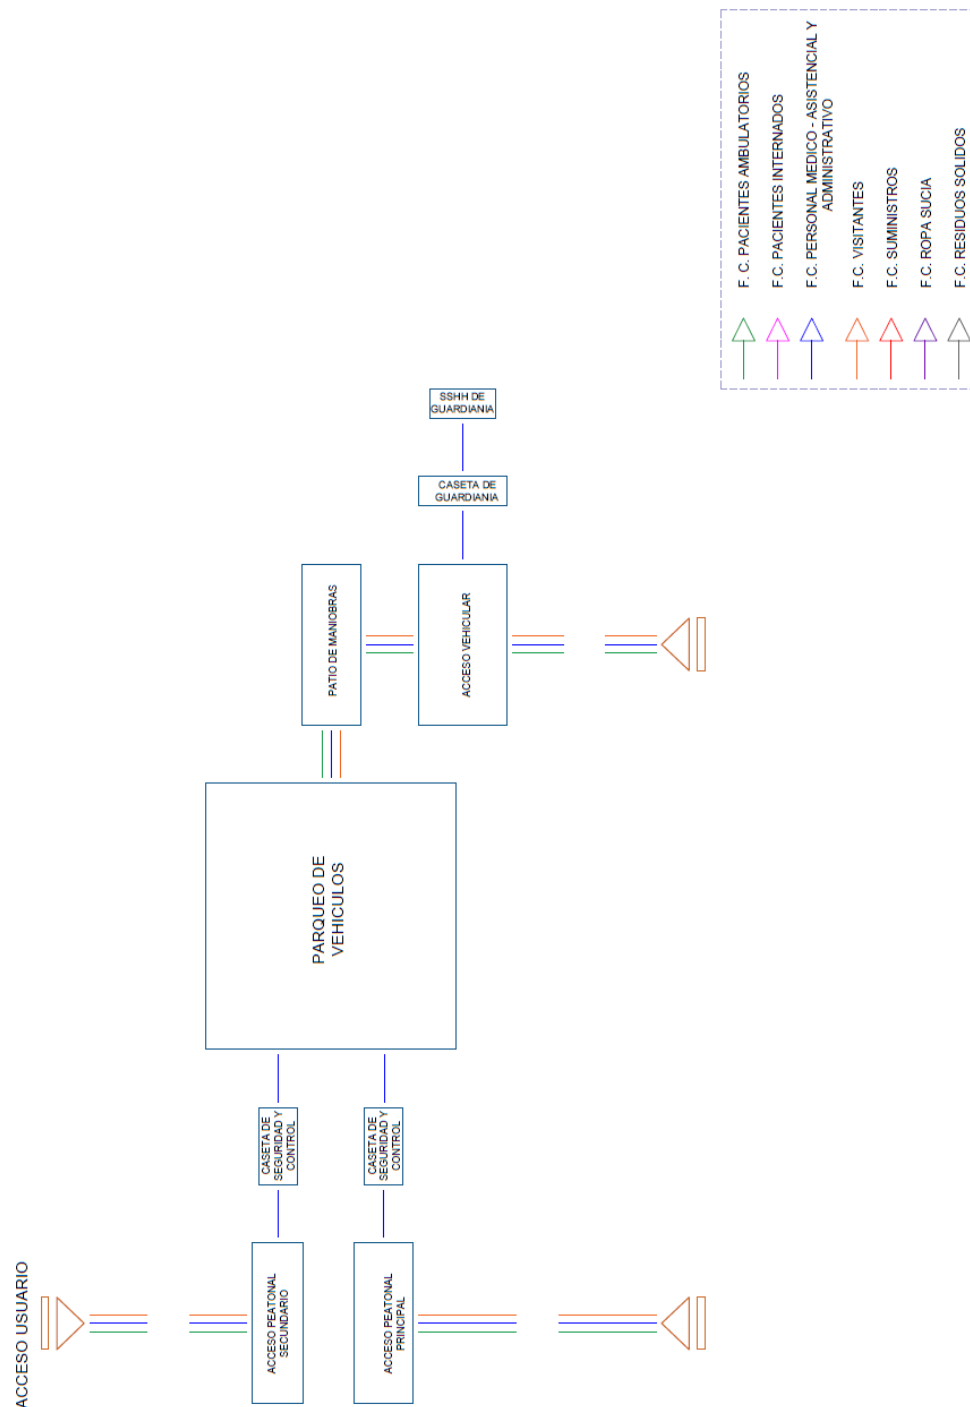 ACCESO USUARIO
ACCESO PEATONAL
SECUNDARIO
ACCESO PEATONAL
PRINCIPAL
CASETA DE
SEGURIDAD Y
CONTROL
CASETA DE
SEGURIDAD Y
CONTROL
PARQUEO DE
VEHICULOS
PATIO DE MANIOBRAS
ACCESO VEHICULAR
CASETA DE
GUARDIANIA
SSHH DE
GUARDIANIA
F. C. PACIENTES AMBULATORIOS
F.C. PACIENTES INTERNADOS
F.C. PERSONAL MEDICO - ASISTENCIAL Y
ADMINISTRATIVO
F.C. VISITANTES
F.C. SUMINISTROS
F.C. ROPA SUCIA
F.C. RESIDUOS SOLIDOS